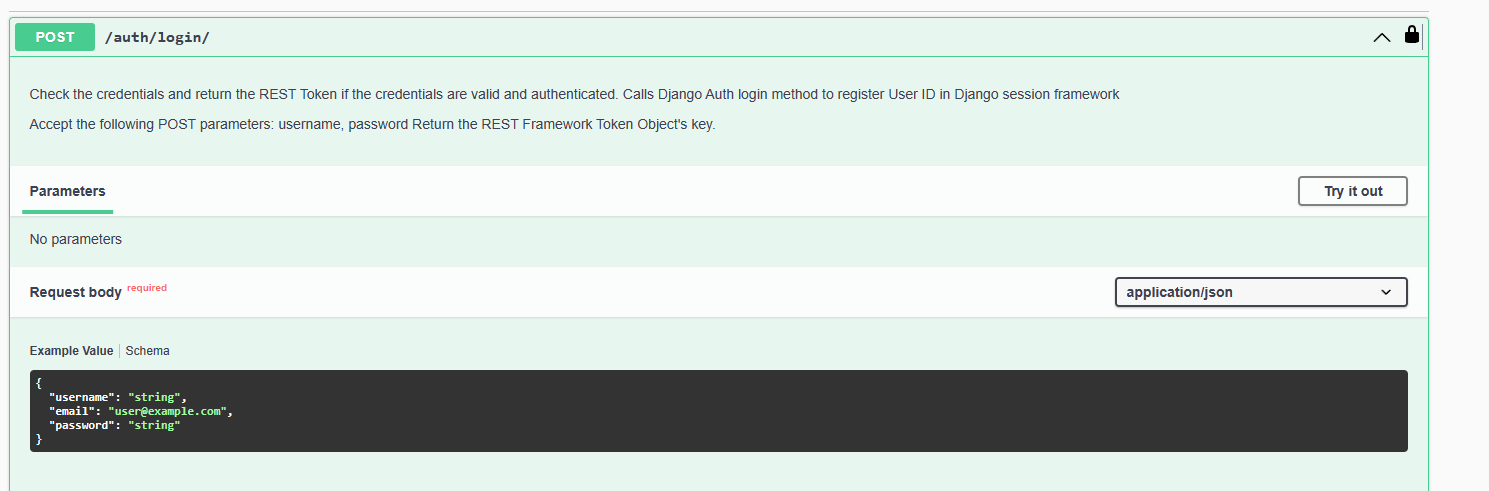 POST /auth/login/
Check the credentials and return the REST Token if the credentials are valid and authenticated. Calls Django Auth login method to register User ID in Django session framework
Accept the following POST parameters: username, password Return the REST Framework Token Object's key.
Parameters
Try it out
No parameters
Request body required
application/json
Example Value Schema
{
  "username": "string",
  "email": "user@example.com",
  "password": "string"
}